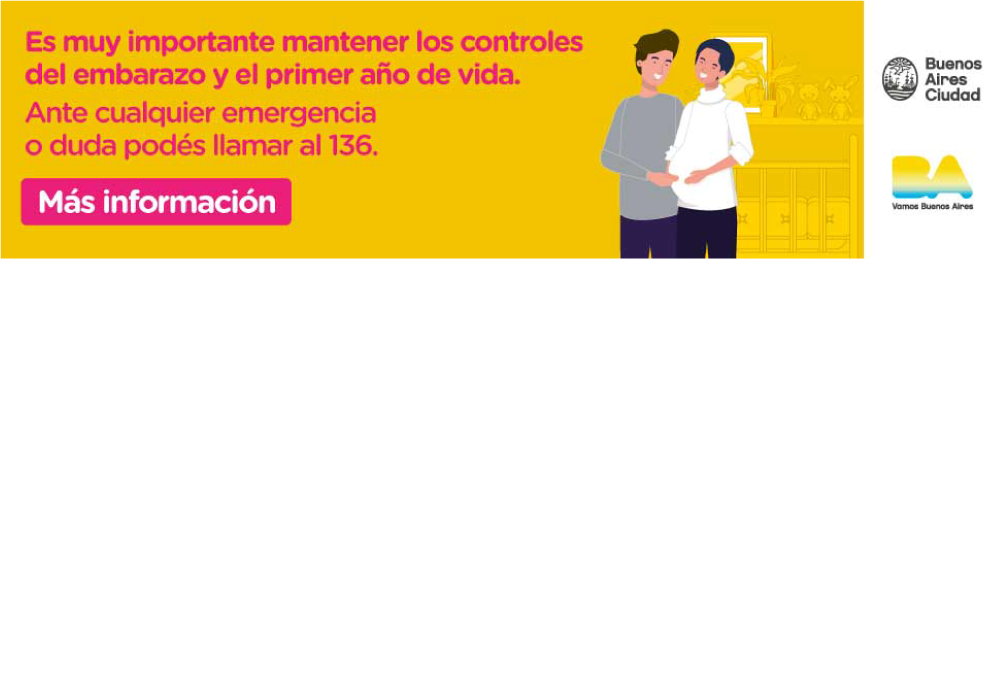 Es muy importante mantener los controles
del embarazo y el primer año de vida.
Ante cualquier emergencia
o duda podés llamar al 136.
Más información
Buenos
Aires
Ciudad
BA
Vamos Buenos Aires